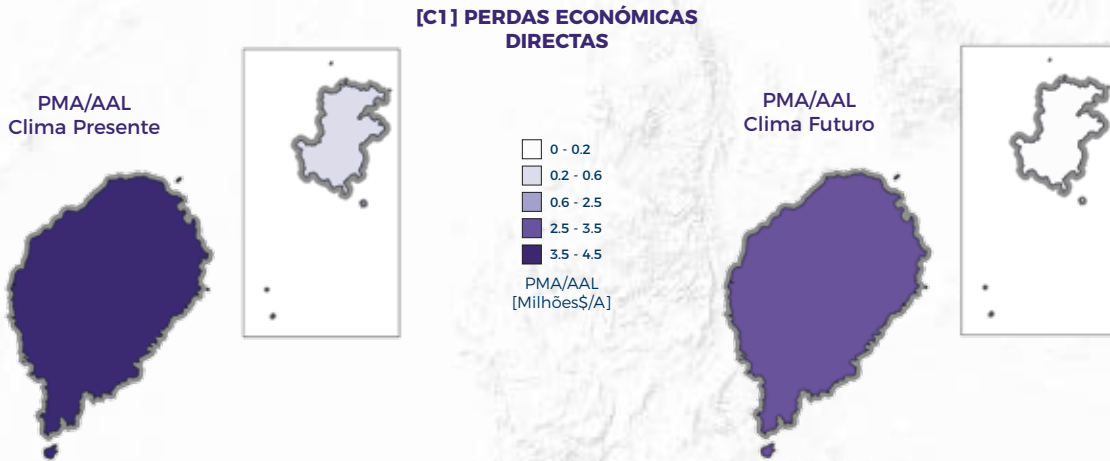 [C1] PERDAS ECONÓMICAS
DIRECTAS
PMA/AAL
Clima Presente
PMA/AAL
Clima Futuro
0 - 0.2
0.2 - 0.6
0.6 - 2.5
2.5 - 3.5
3.5 - 4.5
PMA/AAL
[Milhões$/A]